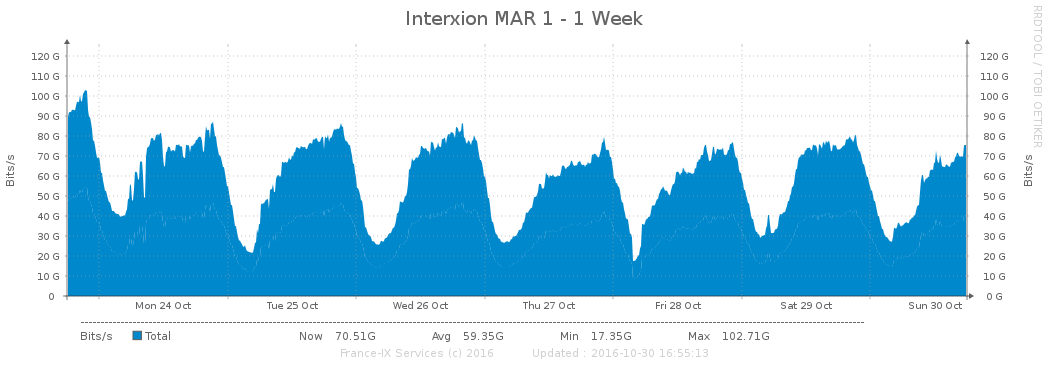 Interxion MAR 1 - 1 Week
RRDTOOL / TOBI OETIKER
Bits/s
120 G 120 G
110 G 110 G
100 G 100 G
90 G 90 G
80 G 80 G
70 G 70 G
60 G 60 G
50 G 50 G
40 G 40 G
30 G 30 G
20 G 20 G
10 G 10 G
0 0 G
Bits/s
Mon 24 Oct Tue 25 Oct Wed 26 Oct Thu 27 Oct Fri 28 Oct Sat 29 Oct Sun 30 Oct
Bits/s Total Now 70.51G Avg 59.35G Min 17.35G Max 102.71G
France-IX Services (c) 2016 Updated : 2016-10-30 16:55:13